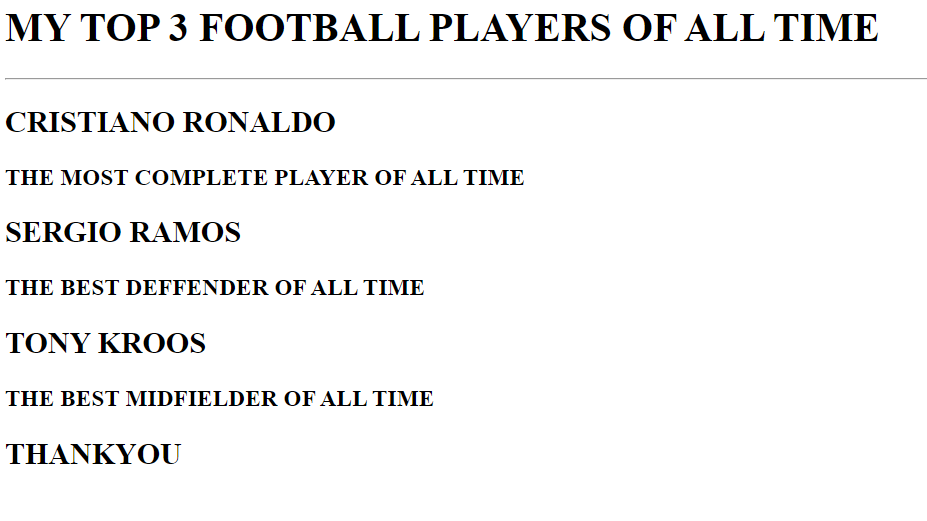 MY TOP 3 FOOTBALL PLAYERS OF ALL TIME
CRISTIANO RONALDO
THE MOST COMPLETE PLAYER OF ALL TIME
SERGIO RAMOS
THE BEST DEFFENDER OF ALL TIME
TONY KROOS
THE BEST MIDFIELDER OF ALL TIME
THANKYOU